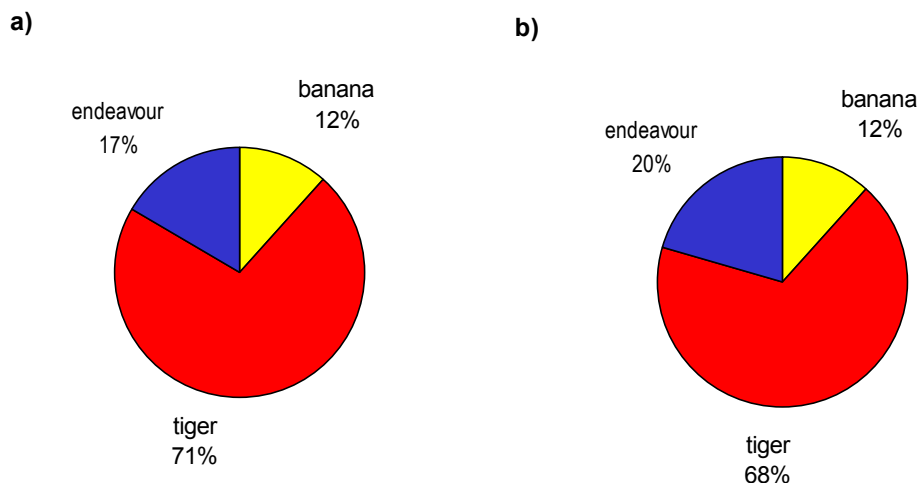 a)
banana
12%
endeavour
17%
tiger
71%
b)
banana
12%
endeavour
20%
tiger
68%